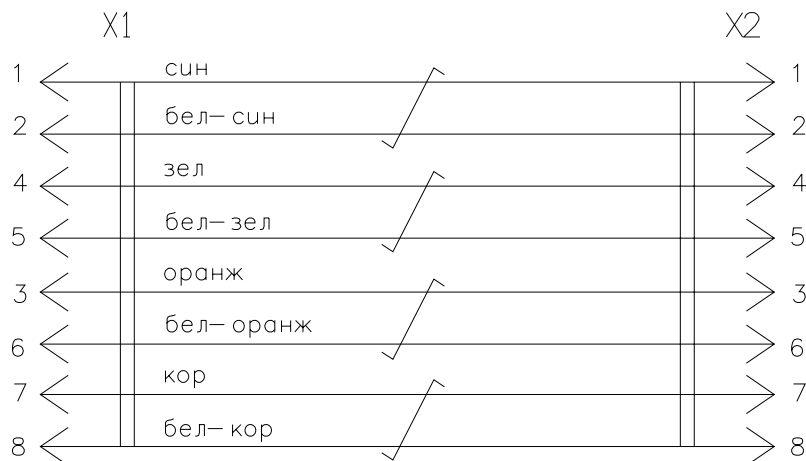 X1 X2
1 син 1
2 бел-син 2
4 зел 4
5 бел-зел 5
3 оранж 3
6 бел-оранж 6
7 кор 7
8 бел-кор 8